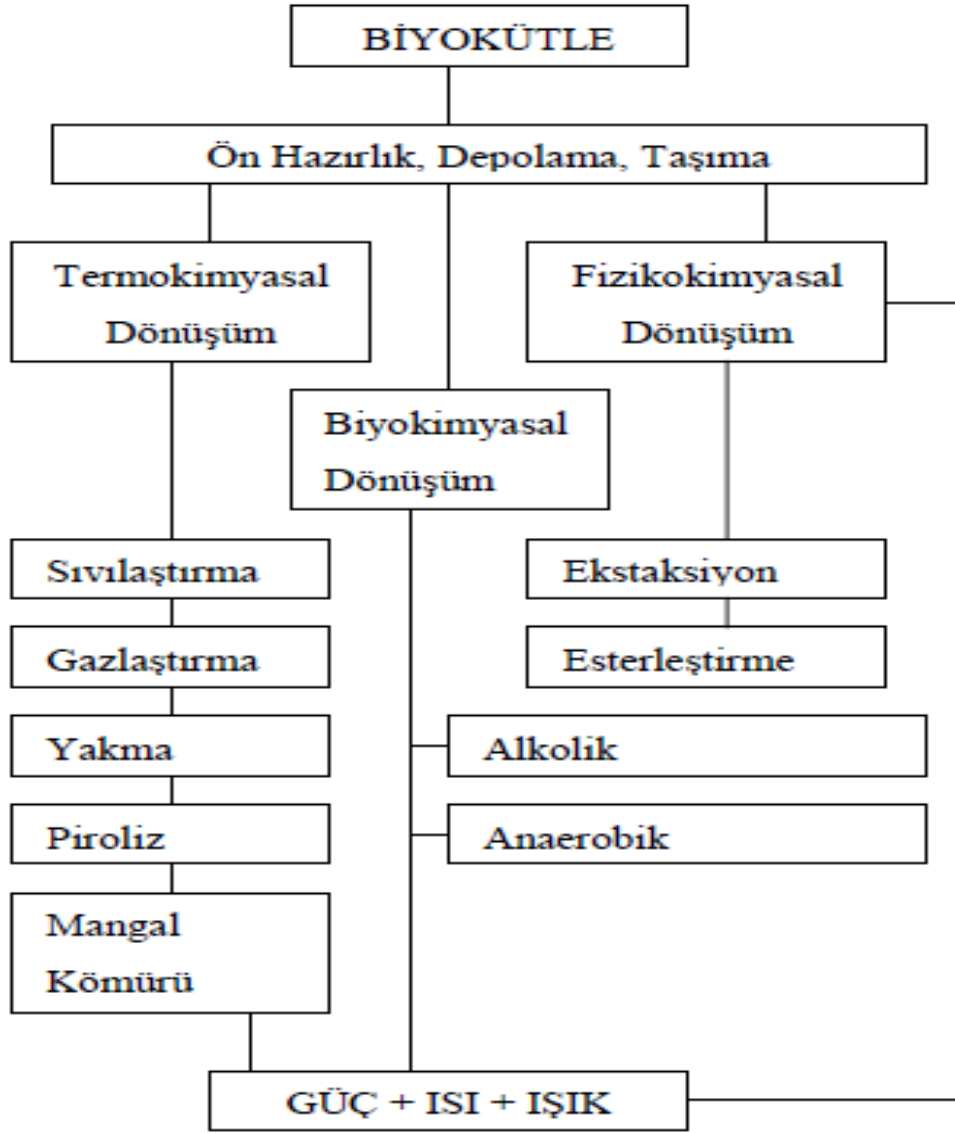 BİYOKÜTLE
Ön Hazırlık, Depolama, Taşıma
Termokimyasal
Dönüşüm
Fizikokimyasal
Dönüşüm
Biyokimyasal
Dönüşüm
Sıvılaştırma
Ekstaksiyon
Gazlaştırma
Esterleştirme
Yakma
Alkolik
Piroliz
Anaerobik
Mangal
Kömürü
GÜÇ + ISI + IŞIK